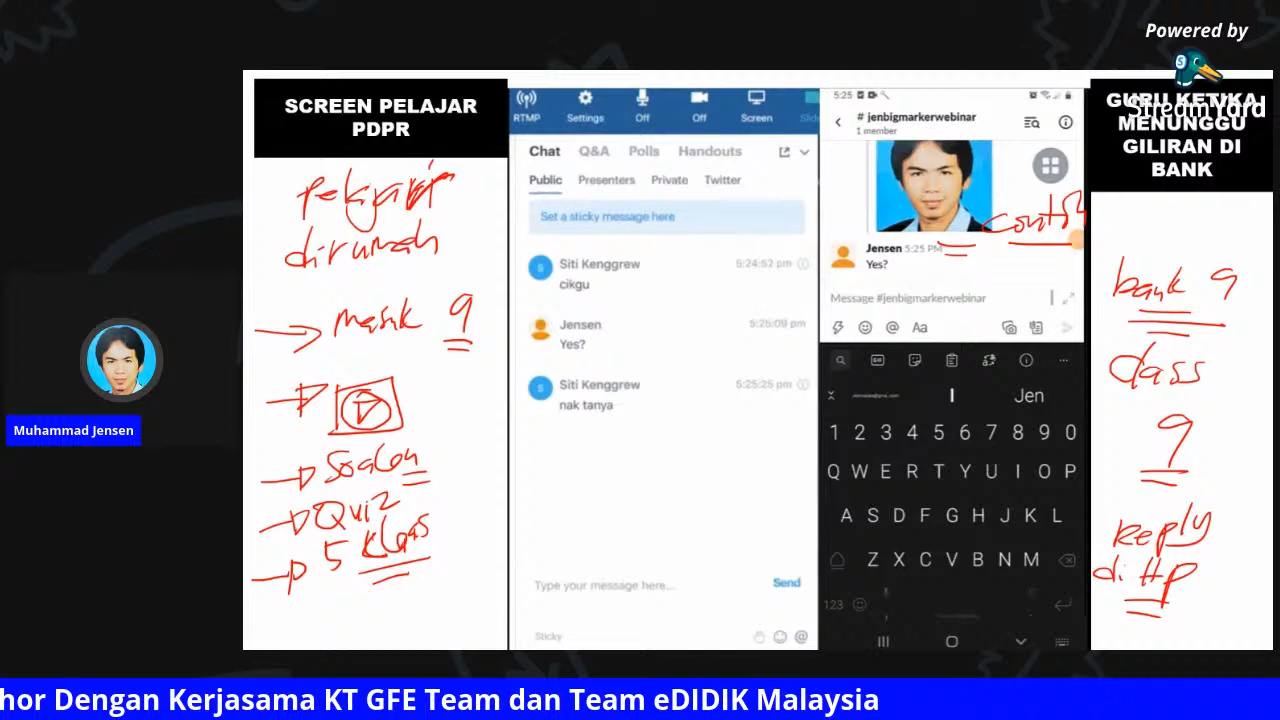 Powered by
StreamYard
SCREEN PELAJAR
PDPR
pelajar
dirumah
masuk 9
Soalan
Quiz
5 Klas
RTMP
Settings
Off
Off
Screen
Chat
Q&A
Polls
Handouts
Public
Presenters
Private
Twitter
Set a sticky message here
S
Siti Kenggrew
5:24:52 pm
cikgu
Jensen
5:25:09 pm
Yes?
S
Siti Kenggrew
5:25:25 pm
nak tanya
Type your message here...
Send
Sticky
5:25
# jenbigmarkerwebinar
1 member
contoh
Jensen 5:25 PM
Yes?
Message #jenbigmarkerwebinar
Aa
GIF
I
Jen
1 2 3 4 5 6 7 8 9 0
Q W E R T Y U I O P
A S D F G H J K L
Z X C V B N M
123
GURU KETIKA
MENUNGGU
GILIRAN DI
BANK
bank 9
class
9
Reply
di Hp
Muhammad Jensen
hor Dengan Kerjasama KT GFE Team dan Team eDIDIK Malaysia